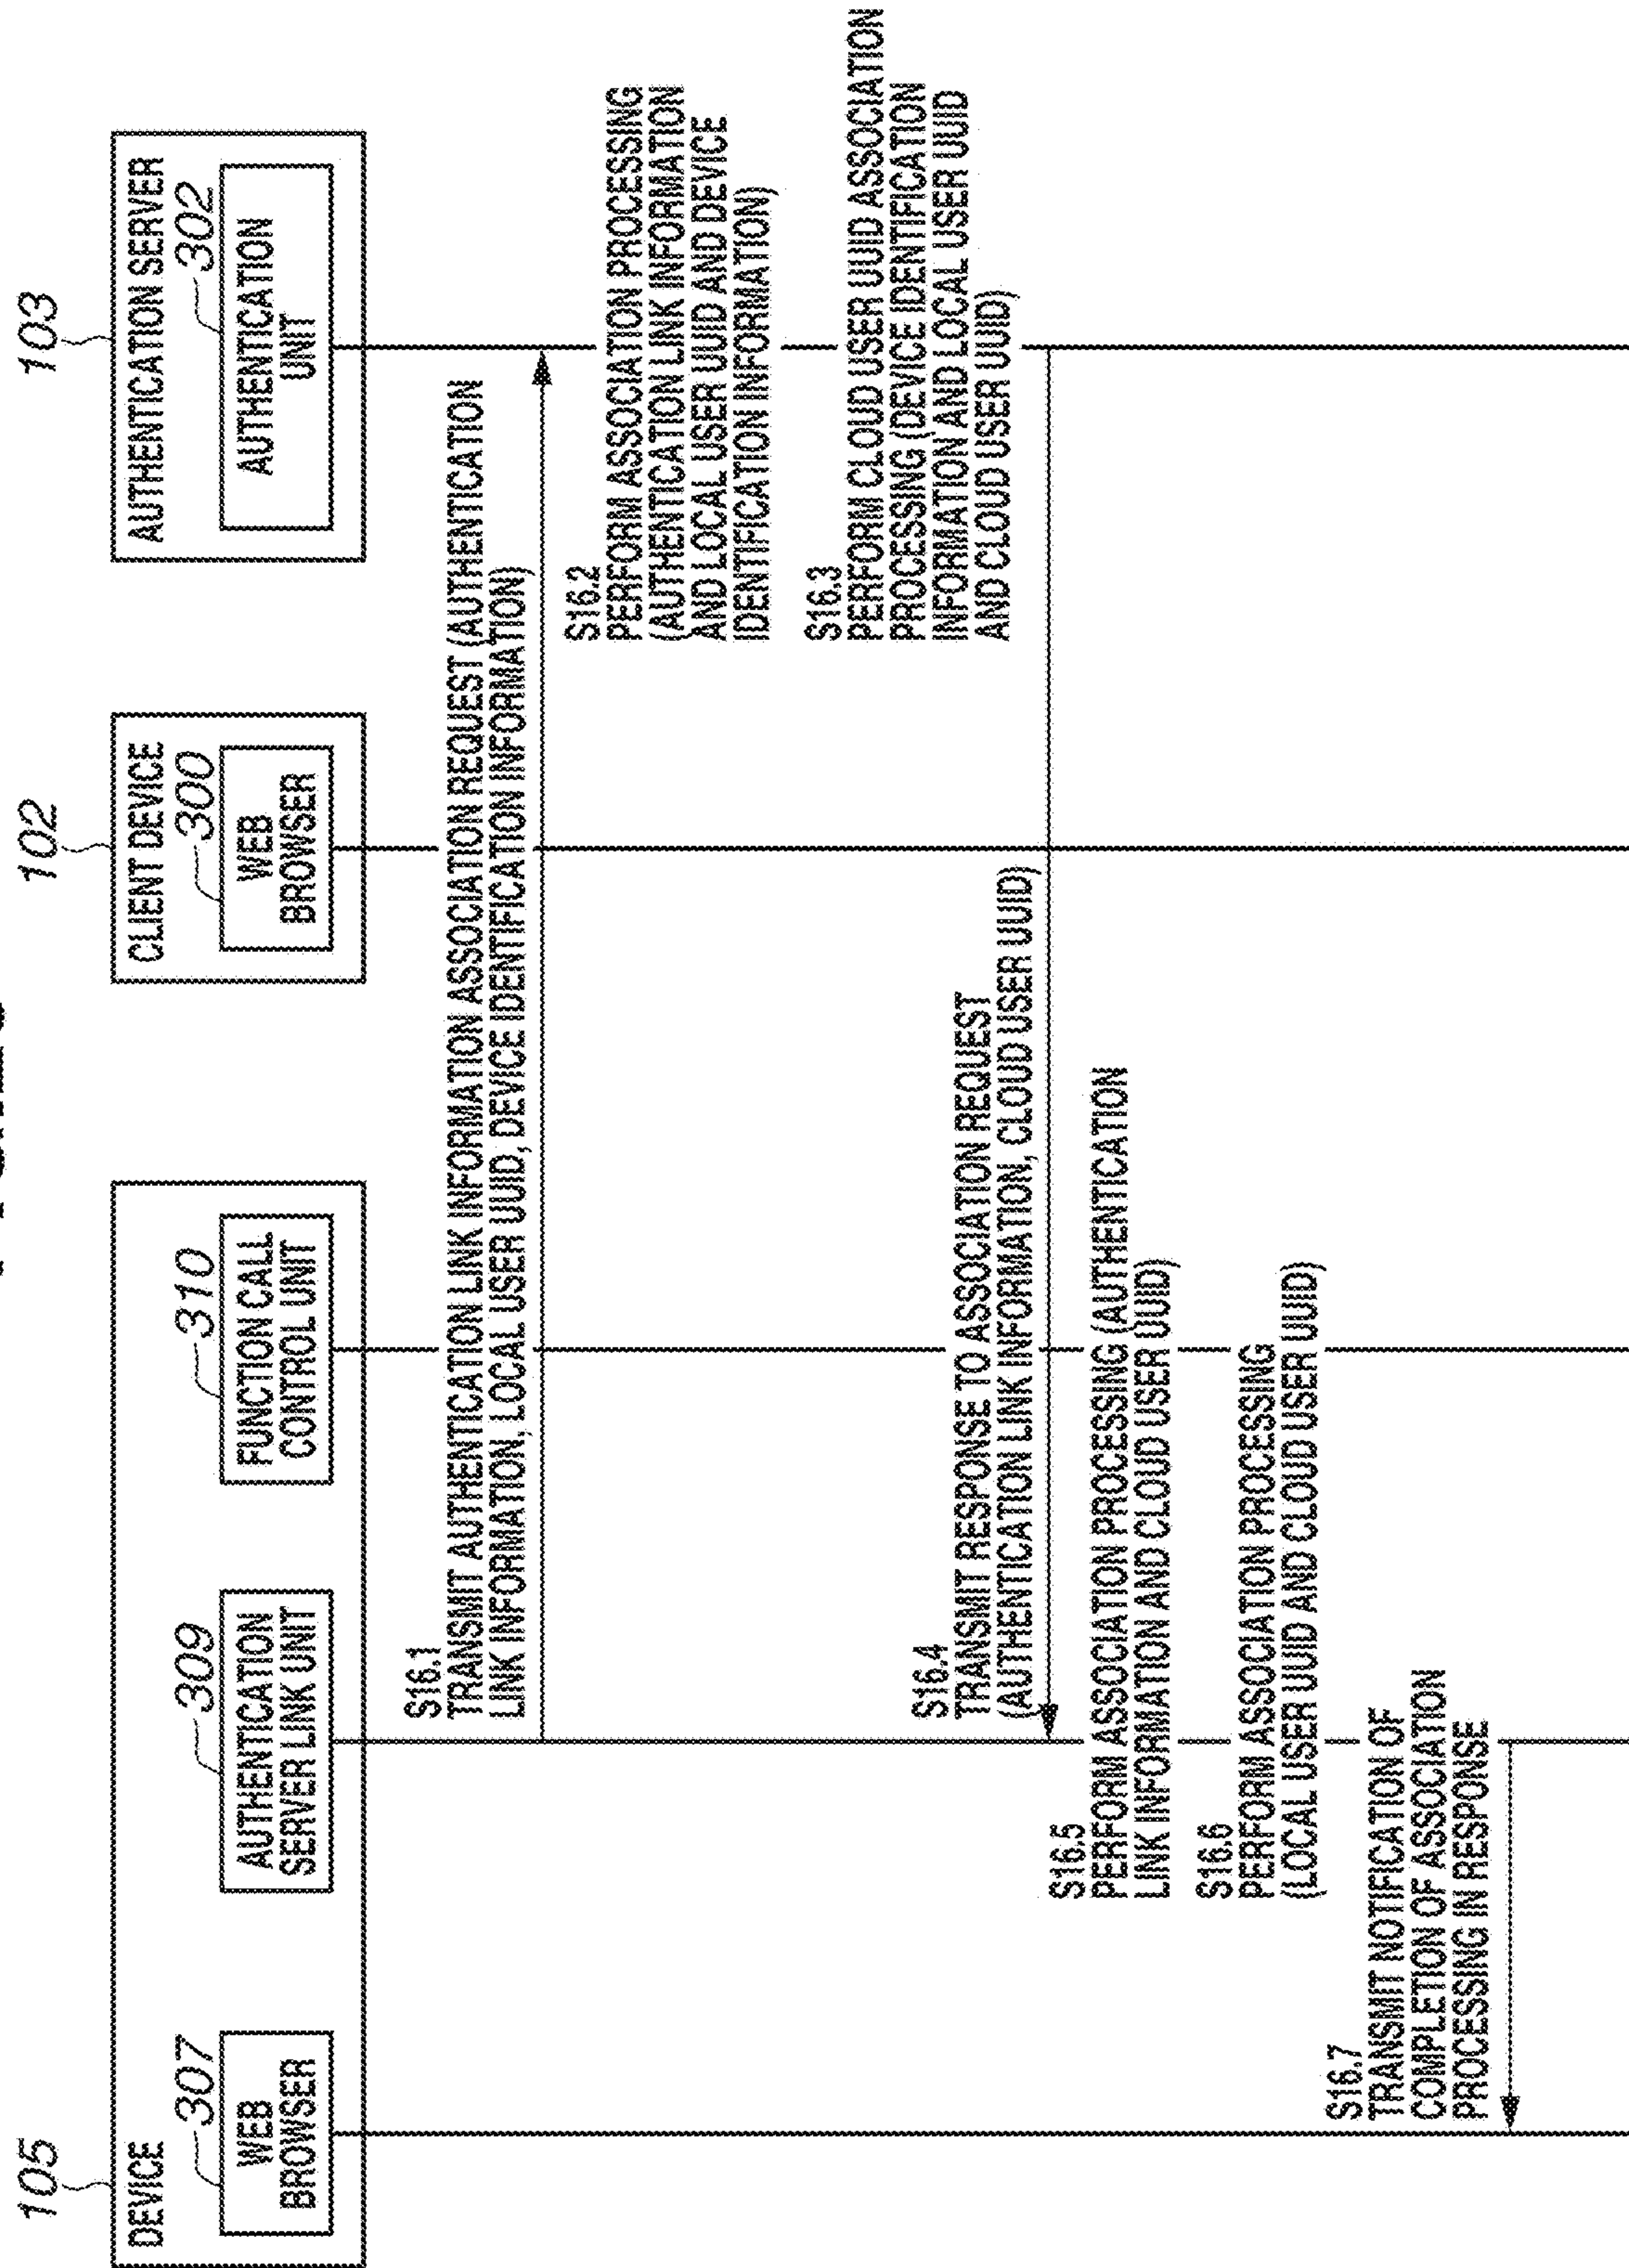 105
DEVICE
307
WEB
BROWSER
309
AUTHENTICATION
SERVER LINK UNIT
310
FUNCTION CALL
CONTROL UNIT
102
CLIENT DEVICE
300
WEB
BROWSER
103
AUTHENTICATION SERVER
302
AUTHENTICATION
UNIT
S16.1
TRANSMIT AUTHENTICATION LINK INFORMATION ASSOCIATION REQUEST (AUTHENTICATION
LINK INFORMATION, LOCAL USER UUID, DEVICE IDENTIFICATION INFORMATION)
S16.2
PERFORM ASSOCIATION PROCESSING
(AUTHENTICATION LINK INFORMATION
AND LOCAL USER UUID AND DEVICE
IDENTIFICATION INFORMATION)
S16.3
PERFORM CLOUD USER UUID ASSOCIATION
PROCESSING (DEVICE IDENTIFICATION
INFORMATION AND LOCAL USER UUID
AND CLOUD USER UUID)
S16.4
TRANSMIT RESPONSE TO ASSOCIATION REQUEST
(AUTHENTICATION LINK INFORMATION, CLOUD USER UUID)
S16.5
PERFORM ASSOCIATION PROCESSING (AUTHENTICATION
LINK INFORMATION AND CLOUD USER UUID)
S16.6
PERFORM ASSOCIATION PROCESSING
(LOCAL USER UUID AND CLOUD USER UUID)
S16.7
TRANSMIT NOTIFICATION OF
COMPLETION OF ASSOCIATION
PROCESSING IN RESPONSE